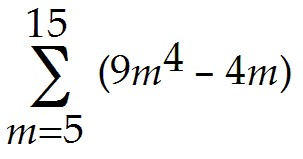 15
∑ (9m⁴ – 4m)
m=5